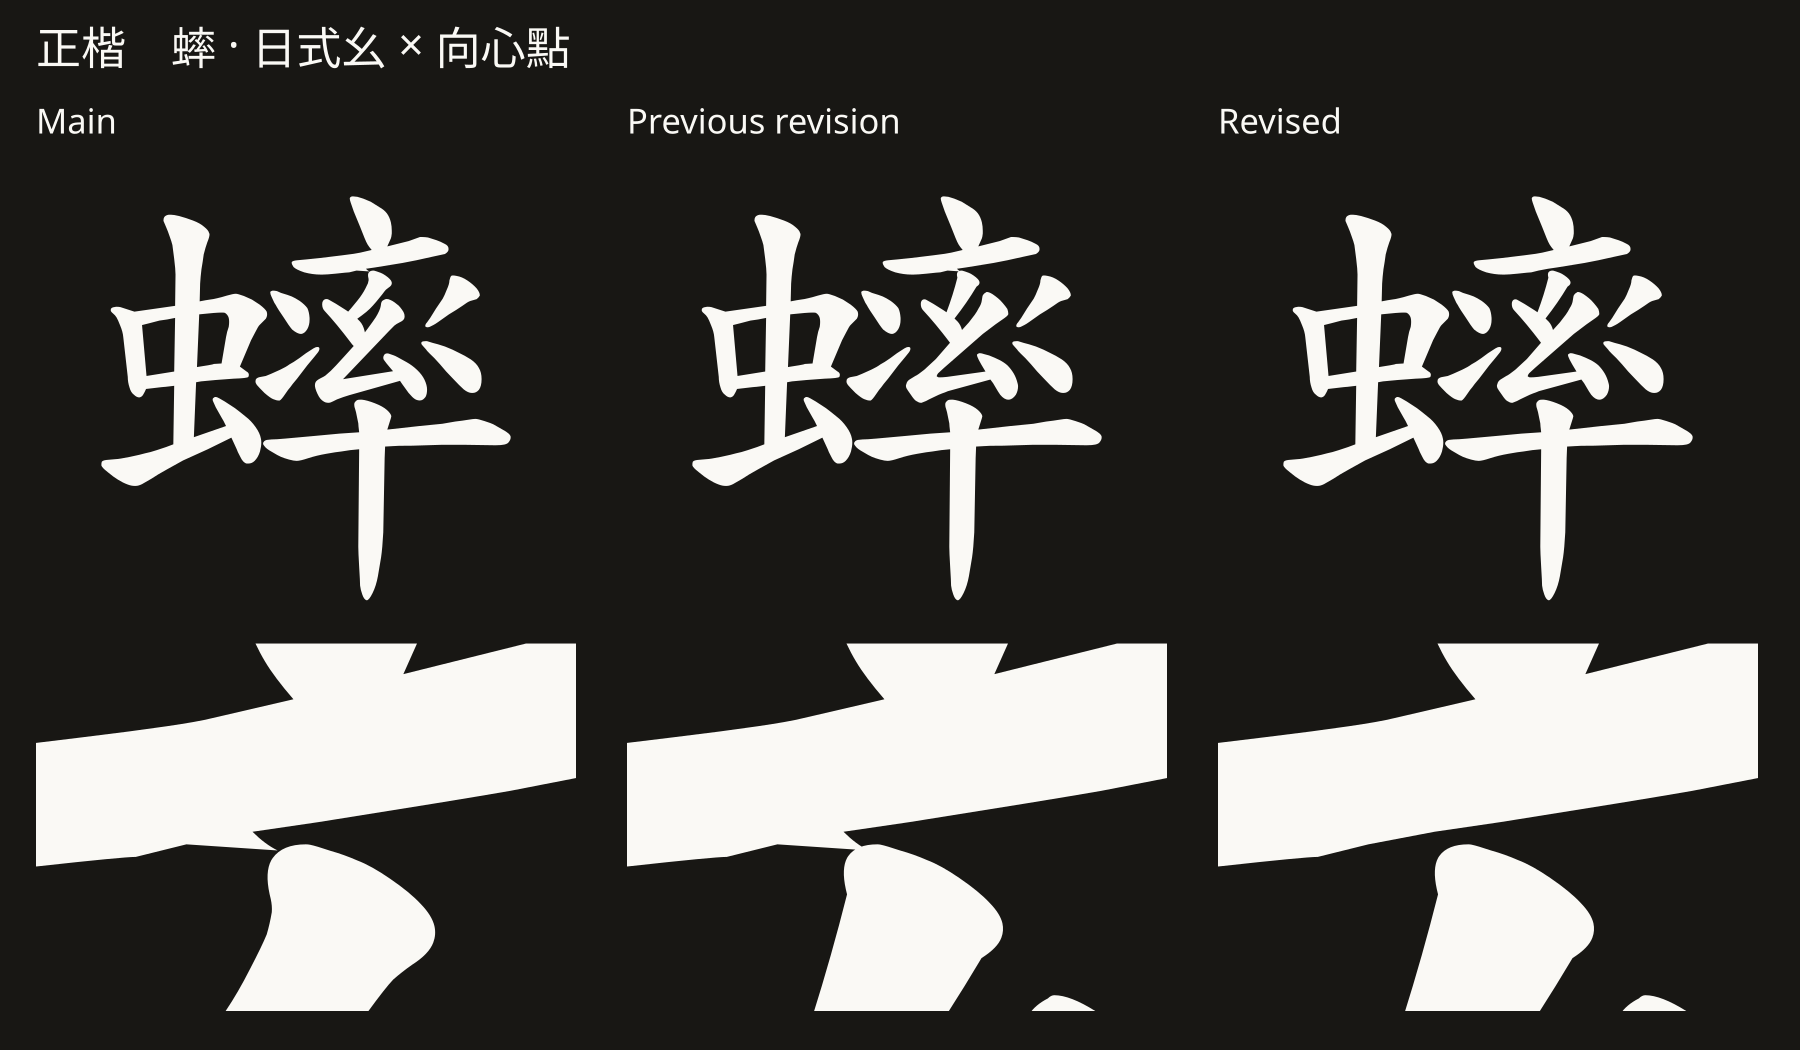 正楷　蟀 · 日式幺 × 向心點
Main
Previous revision
Revised
蟀
蟀
蟀